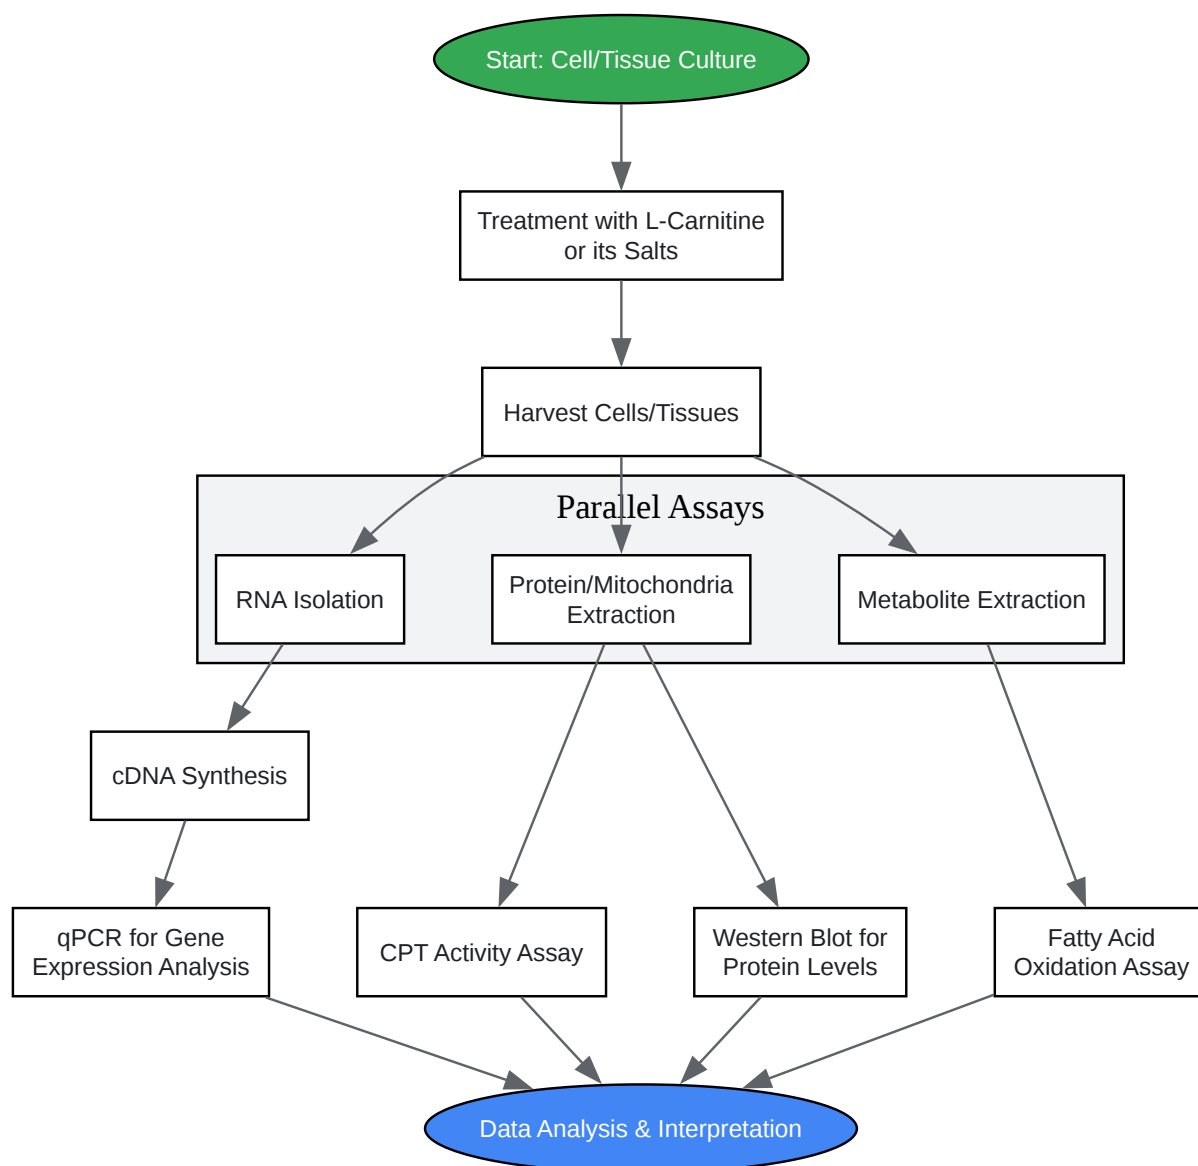 Start: Cell/Tissue Culture
Treatment with L-Carnitine
or its Salts
Harvest Cells/Tissues
Parallel Assays
RNA Isolation
Protein/Mitochondria
Extraction
Metabolite Extraction
cDNA Synthesis
qPCR for Gene
Expression Analysis
CPT Activity Assay
Western Blot for
Protein Levels
Fatty Acid
Oxidation Assay
Data Analysis & Interpretation